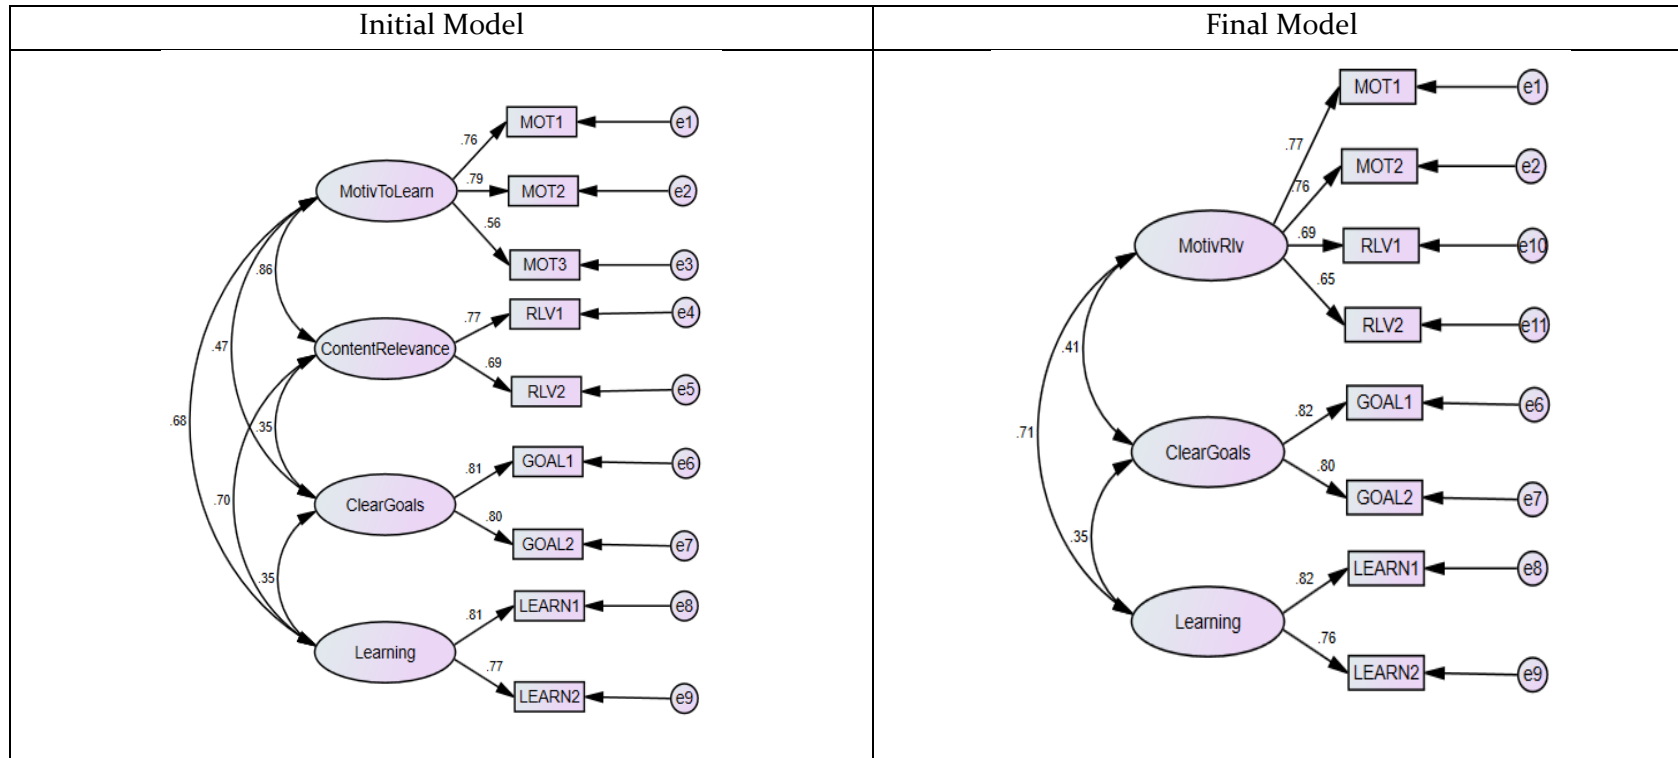 Initial Model
Final Model
MOT1
e1
.76
MotivToLearn
.79
MOT2
e2
.56
MOT3
e3
.86
RLV1
e4
.77
ContentRelevance
.47
.69
RLV2
e5
.68
.35
GOAL1
e6
.81
.70
ClearGoals
.80
GOAL2
e7
.35
LEARN1
e8
.81
Learning
.77
LEARN2
e9
MOT1
e1
.77
MOT2
e2
.76
MotivRlv
.69
RLV1
e10
.65
RLV2
e11
.41
GOAL1
e6
.82
.71
ClearGoals
.80
GOAL2
e7
.35
LEARN1
e8
.82
Learning
.76
LEARN2
e9